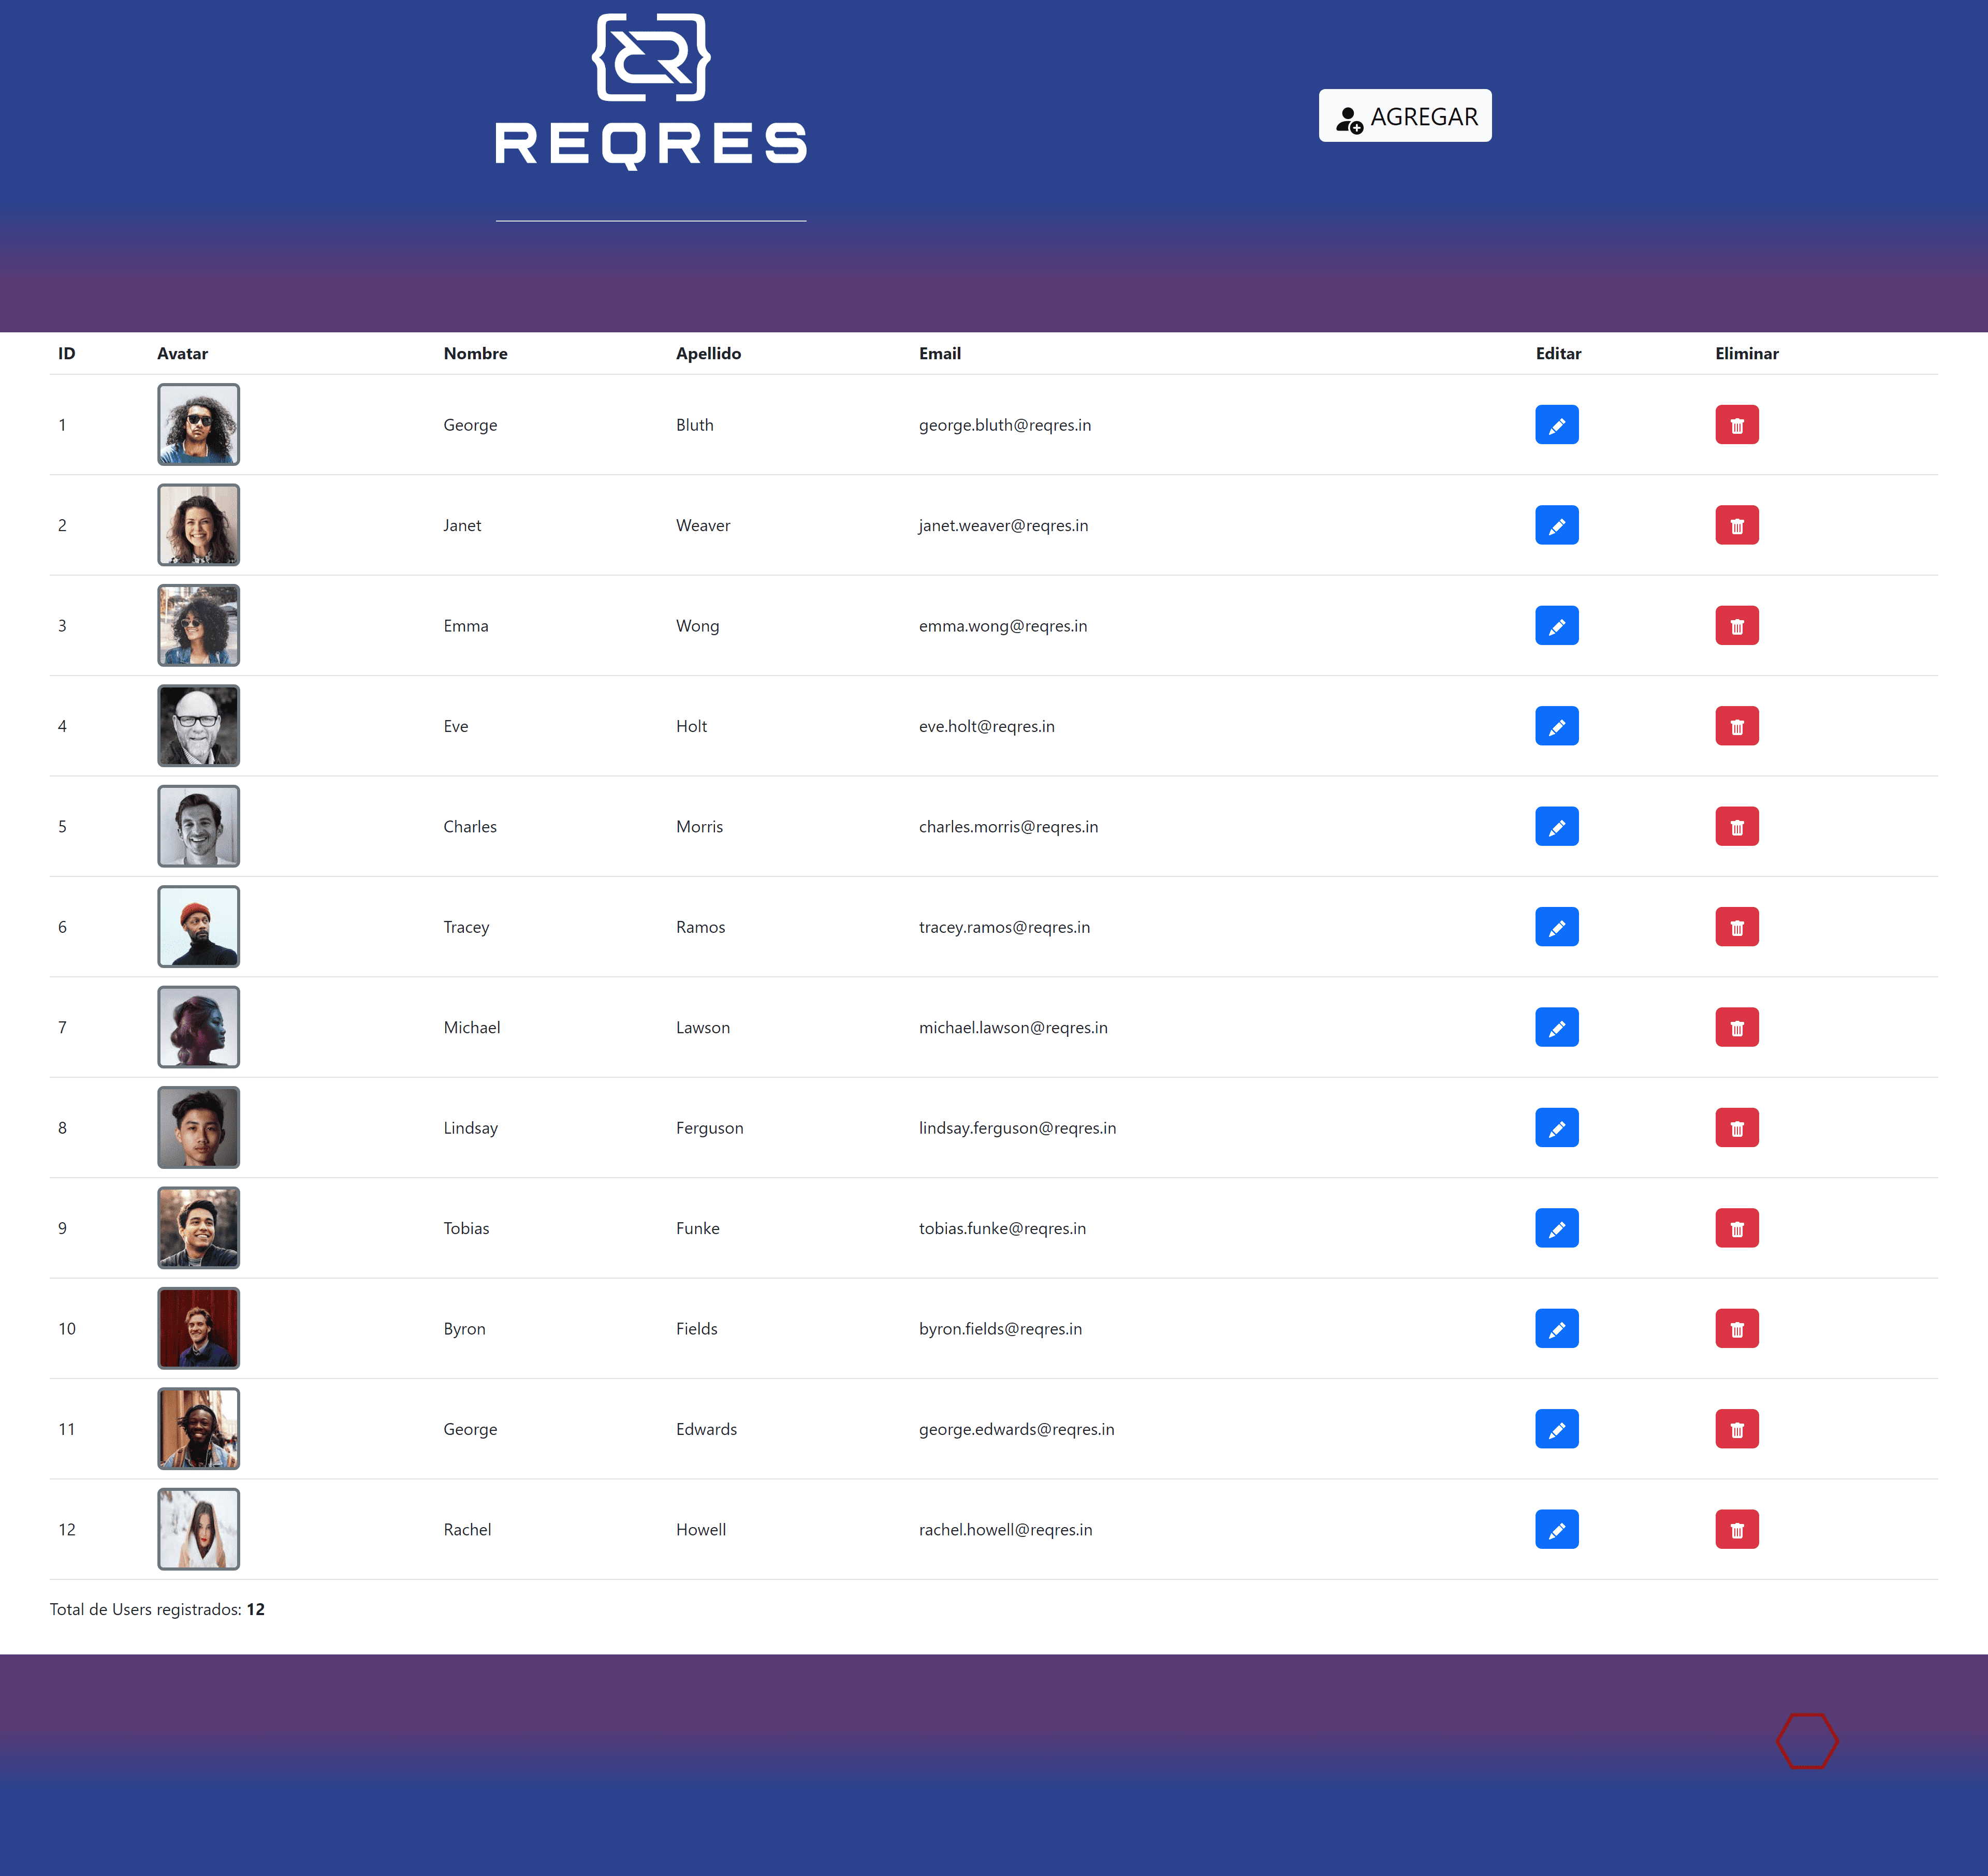 REQRES
AGREGAR
ID Avatar Nombre Apellido Email Editar Eliminar
1 George Bluth george.bluth@reqres.in
2 Janet Weaver janet.weaver@reqres.in
3 Emma Wong emma.wong@reqres.in
4 Eve Holt eve.holt@reqres.in
5 Charles Morris charles.morris@reqres.in
6 Tracey Ramos tracey.ramos@reqres.in
7 Michael Lawson michael.lawson@reqres.in
8 Lindsay Ferguson lindsay.ferguson@reqres.in
9 Tobias Funke tobias.funke@reqres.in
10 Byron Fields byron.fields@reqres.in
11 George Edwards george.edwards@reqres.in
12 Rachel Howell rachel.howell@reqres.in
Total de Users registrados: 12